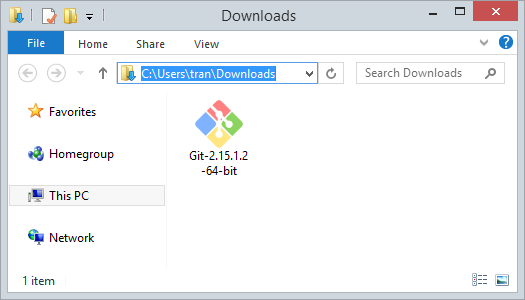 Downloads
File Home Share View
C:\Users\tran\Downloads Search Downloads
Favorites
Homegroup
This PC
Network
Git-2.15.1.2
-64-bit
1 item